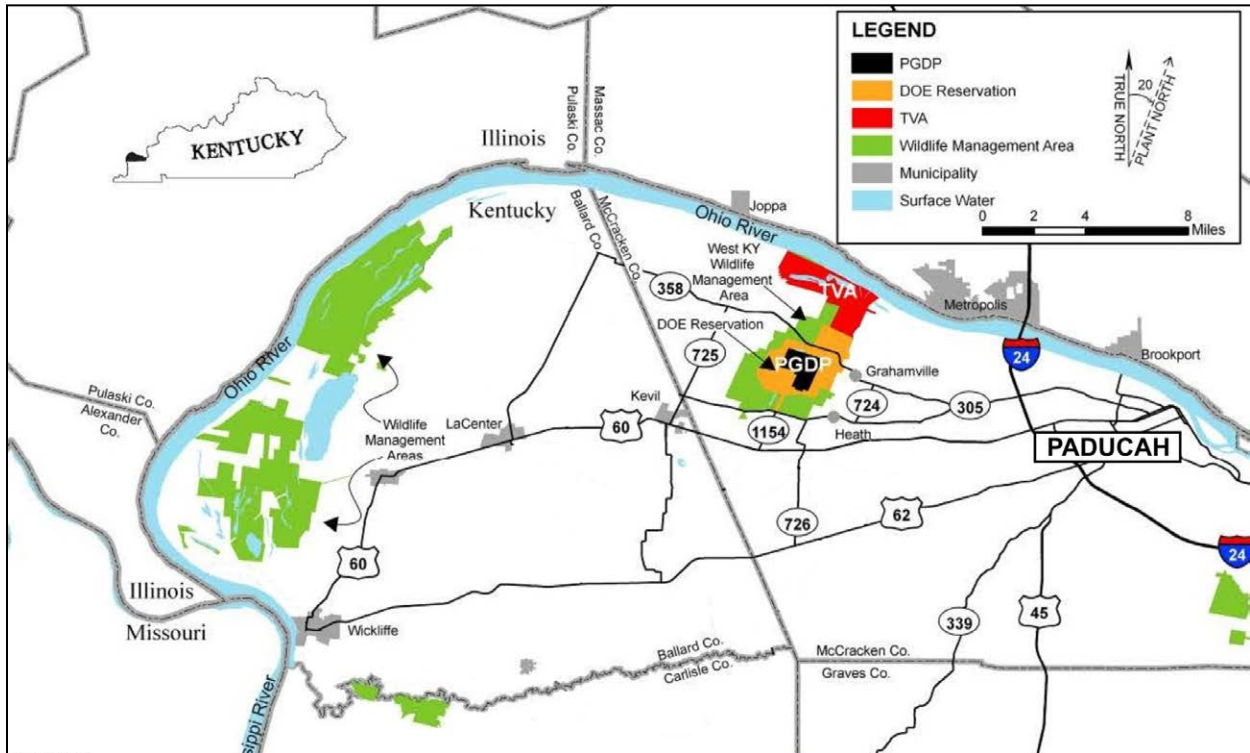 LEGEND
PGDP
DOE Reservation
TVA
Wildlife Management Area
Municipality
Surface Water
TRUE NORTH
20
PLANT NORTH
0 2 4 8
Miles
KENTUCKY
Illinois
Pulaski Co.
Massac Co.
Kentucky
Ballard Co.
McCracken Co.
Ohio River
Joppa
West KY
Wildlife
Management
Area
TVA
358
DOE Reservation
Metropolis
24
Brookport
PGDP
725
Grahamville
Ohio River
Pulaski Co.
Alexander
Co.
Kevil
724
305
LaCenter
60
1154
Heath
Wildlife
Management
Areas
PADUCAH
62
726
60
24
Illinois
Missouri
Wickliffe
339
45
Ballard Co.
Carlisle Co.
McCracken Co.
Graves Co.
sippi River